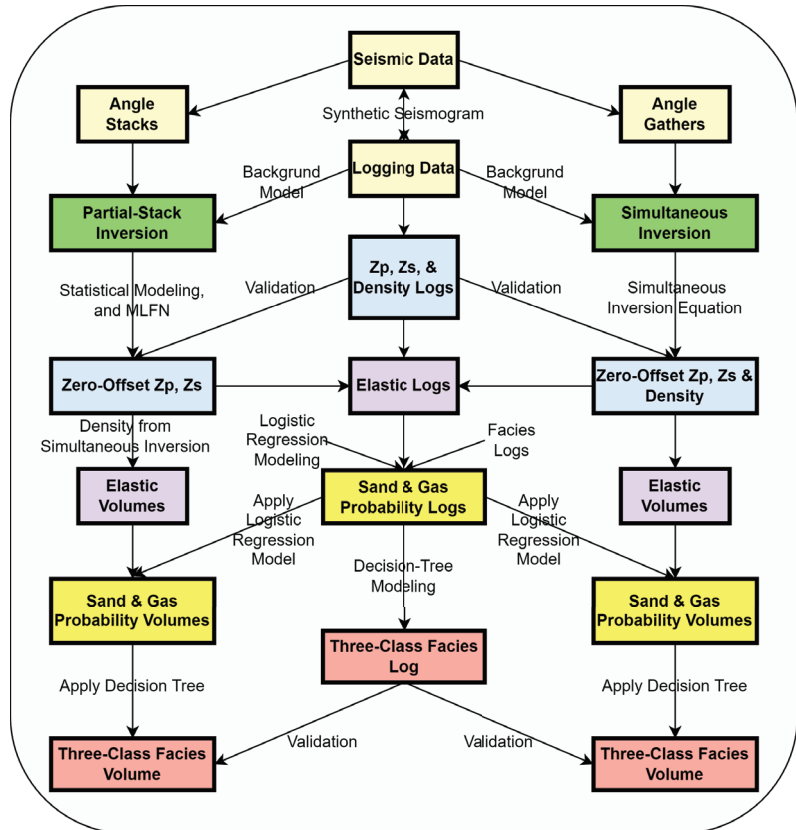 Seismic Data
Angle
Stacks
Synthetic Seismogram
Angle
Gathers
Backgrund
Model
Logging Data
Backgrund
Model
Partial-Stack
Inversion
Simultaneous
Inversion
Statistical Modeling,
and MLFN
Validation
Zp, Zs, &
Density Logs
Validation
Simultaneous
Inversion Equation
Zero-Offset Zp, Zs
Elastic Logs
Zero-Offset Zp, Zs &
Density
Density from
Simultaneous Inversion
Logistic
Regression
Modeling
Facies
Logs
Elastic
Volumes
Apply
Logistic
Regression
Model
Sand & Gas
Probability Logs
Apply
Logistic
Regression
Model
Elastic
Volumes
Decision-Tree
Modeling
Sand & Gas
Probability Volumes
Sand & Gas
Probability Volumes
Three-Class Facies
Log
Apply Decision Tree
Apply Decision Tree
Three-Class Facies
Volume
Validation
Validation
Three-Class Facies
Volume